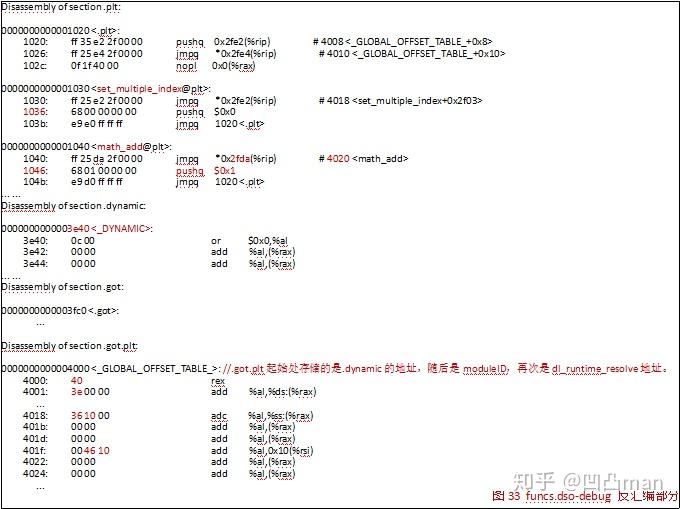 Disassembly of section .plt:
0000000000001020 <.plt>:
1020: ff 35 e2 2f 00 00 pushq 0x2fe2(%rip) # 4008 <_GLOBAL_OFFSET_TABLE_+0x8>
1026: ff 25 e4 2f 00 00 jmpq *0x2fe4(%rip) # 4010 <_GLOBAL_OFFSET_TABLE_+0x10>
102c: 0f 1f 40 00 nopl 0x0(%rax)
0000000000001030 <set_multiple_index@plt>:
1030: ff 25 e2 2f 00 00 jmpq *0x2fe2(%rip) # 4018 <set_multiple_index+0x2f03>
1036: 68 00 00 00 00 pushq $0x0
103b: e9 e0 ff ff ff jmpq 1020 <.plt>
0000000000001040 <math_add@plt>:
1040: ff 25 da 2f 00 00 jmpq *0x2fda(%rip) # 4020 <math_add>
1046: 68 01 00 00 00 pushq $0x1
104b: e9 d0 ff ff ff jmpq 1020 <.plt>
... ...
Disassembly of section .dynamic:
0000000000003e40 <_DYNAMIC>:
3e40: 0c 00 or $0x0,%al
3e42: 00 00 add %al,(%rax)
3e44: 00 00 add %al,(%rax)
... ...
Disassembly of section .got:
0000000000003fc0 <.got>:
...
Disassembly of section .got.plt:
0000000000004000 <_GLOBAL_OFFSET_TABLE_>: //.got.plt 起始处存储的是.dynamic 的地址，随后是 moduleID，再次是 dl_runtime_resolve 地址。
4000: 40 rex
4001: 3e 00 00 add %al,%ds:(%rax)
...
4018: 36 10 00 adc %al,%ss:(%rax)
401b: 00 00 add %al,(%rax)
401d: 00 00 add %al,(%rax)
401f: 00 46 10 add %al,0x10(%rsi)
4022: 00 00 add %al,(%rax)
4024: 00 00 add %al,(%rax)
...
知乎 @凹凸man
图 33 funcs.dso-debug 反汇编部分